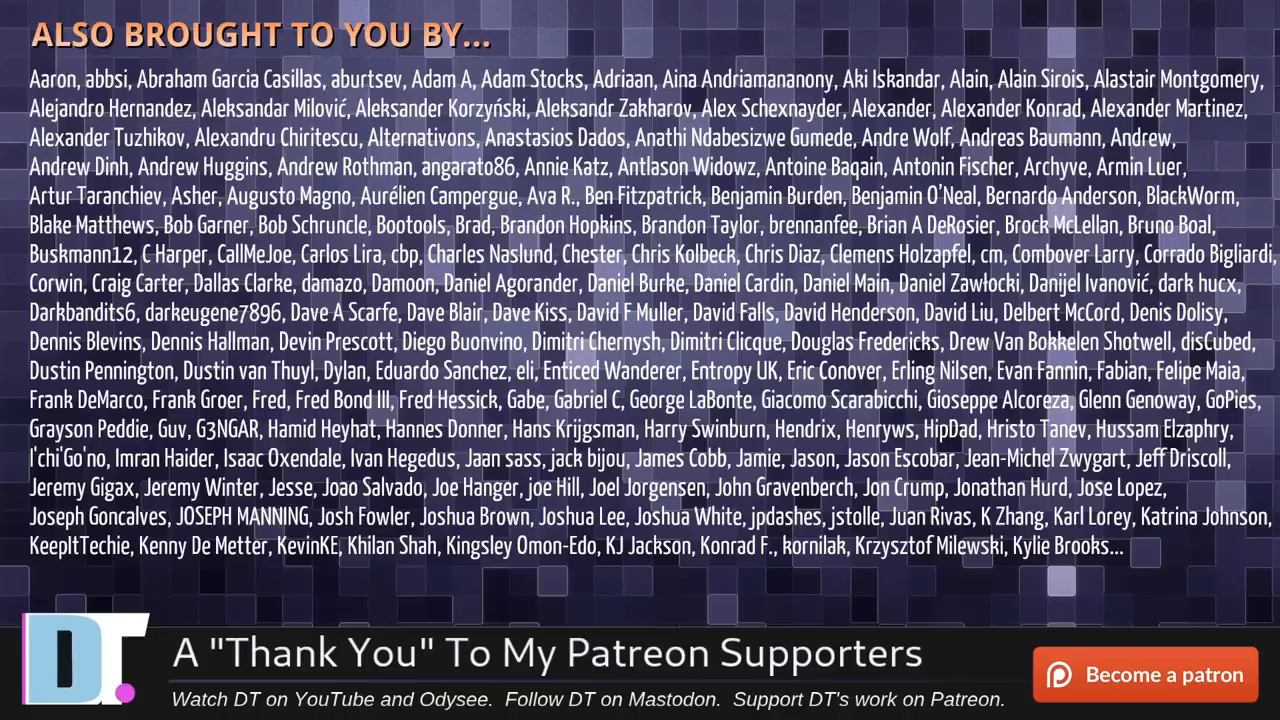 ALSO BROUGHT TO YOU BY...
Aaron, abbsi, Abraham Garcia Casillas, aburtsev, Adam A, Adam Stocks, Adriaan, Aina Andriamananony, Aki Iskandar, Alain, Alain Sirois, Alastair Montgomery,
Alejandro Hernandez, Aleksandar Milović, Aleksander Korzyński, Aleksandr Zakharov, Alex Schexnayder, Alexander, Alexander Konrad, Alexander Martinez,
Alexander Tuzhikov, Alexandru Chiritescu, Alternativons, Anastasios Dados, Anathi Ndabesizwe Gumede, Andre Wolf, Andreas Baumann, Andrew,
Andrew Dinh, Andrew Huggins, Andrew Rothman, angarato86, Annie Katz, Antlason Widowz, Antoine Baqain, Antonin Fischer, Archyve, Armin Luer,
Artur Taranchiev, Asher, Augusto Magno, Aurélien Campergue, Ava R., Ben Fitzpatrick, Benjamin Burden, Benjamin O'Neal, Bernardo Anderson, BlackWorm,
Blake Matthews, Bob Garner, Bob Schruncle, Bootools, Brad, Brandon Hopkins, Brandon Taylor, brennanfee, Brian A DeRosier, Brock McLellan, Bruno Boal,
Buskmann12, C Harper, CallMeJoe, Carlos Lira, cbp, Charles Naslund, Chester, Chris Kolbeck, Chris Diaz, Clemens Holzapfel, cn, Combover Larry, Corrado Bigliardi,
Corwin, Craig Carter, Dallas Clarke, damazo, Damoon, Daniel Agorander, Daniel Burke, Daniel Cardin, Daniel Main, Daniel Zawłocki, Danijel Ivanović, dark hucx,
Darkbandits6, darkeugene7896, Dave A Scarfe, Dave Blair, Dave Kiss, David F Muller, David Falls, David Henderson, David Liu, Delbert McCord, Denis Dolisy,
Dennis Blevins, Dennis Hallman, Devin Prescott, Diego Buonvino, Dimitri Chernysh, Dimitri Clicque, Douglas Fredericks, Drew Van Bokkelen Shotwell, disCubed,
Dustin Pennington, Dustin van Thuyl, Dylan, Eduardo Sanchez, eli, Enticed Wanderer, Entropy UK, Eric Conover, Erling Nilsen, Evan Fannin, Fabian, Felipe Maia,
Frank DeMarco, Frank Groer, Fred, Fred Bond III, Fred Hessick, Gabe, Gabriel C, George LaBonte, Giacomo Scarabicchi, Gioseppe Alcoreza, Glenn Genoway, GoPies,
Grayson Peddie, Guv, G3NGAR, Hamid Heyhat, Hannes Donner, Hans Krijgsman, Harry Swinburn, Hendrix, Henryws, HipDad, Hristo Tanev, Hussam Elzaphry,
I'chi'Go'no, Imran Haider, Isaac Oxendale, Ivan Hegedus, Jaan sass, jack bijou, James Cobb, Jamie, Jason, Jason Escobar, Jean-Michel Zwygart, Jeff Driscoll,
Jeremy Gigax, Jeremy Winter, Jesse, Joao Salvado, Joe Hanger, joe Hill, Joel Jorgensen, John Gravenberch, Jon Crump, Jonathan Hurd, Jose Lopez,
Joseph Goncalves, JOSEPH MANNING, Josh Fowler, Joshua Brown, Joshua Lee, Joshua White, jpdashes, jstolle, Juan Rivas, K Zhang, Karl Lorey, Katrina Johnson,
KeepItTechie, Kenny De Metter, KevinKE, Khilan Shah, Kingsley Omon-Edo, KJ Jackson, Konrad F., kornilak, Krzysztof Milewski, Kylie Brooks...
DT
A "Thank You" To My Patreon Supporters
Become a patron
Watch DT on YouTube and Odysee. Follow DT on Mastodon. Support DT's work on Patreon.